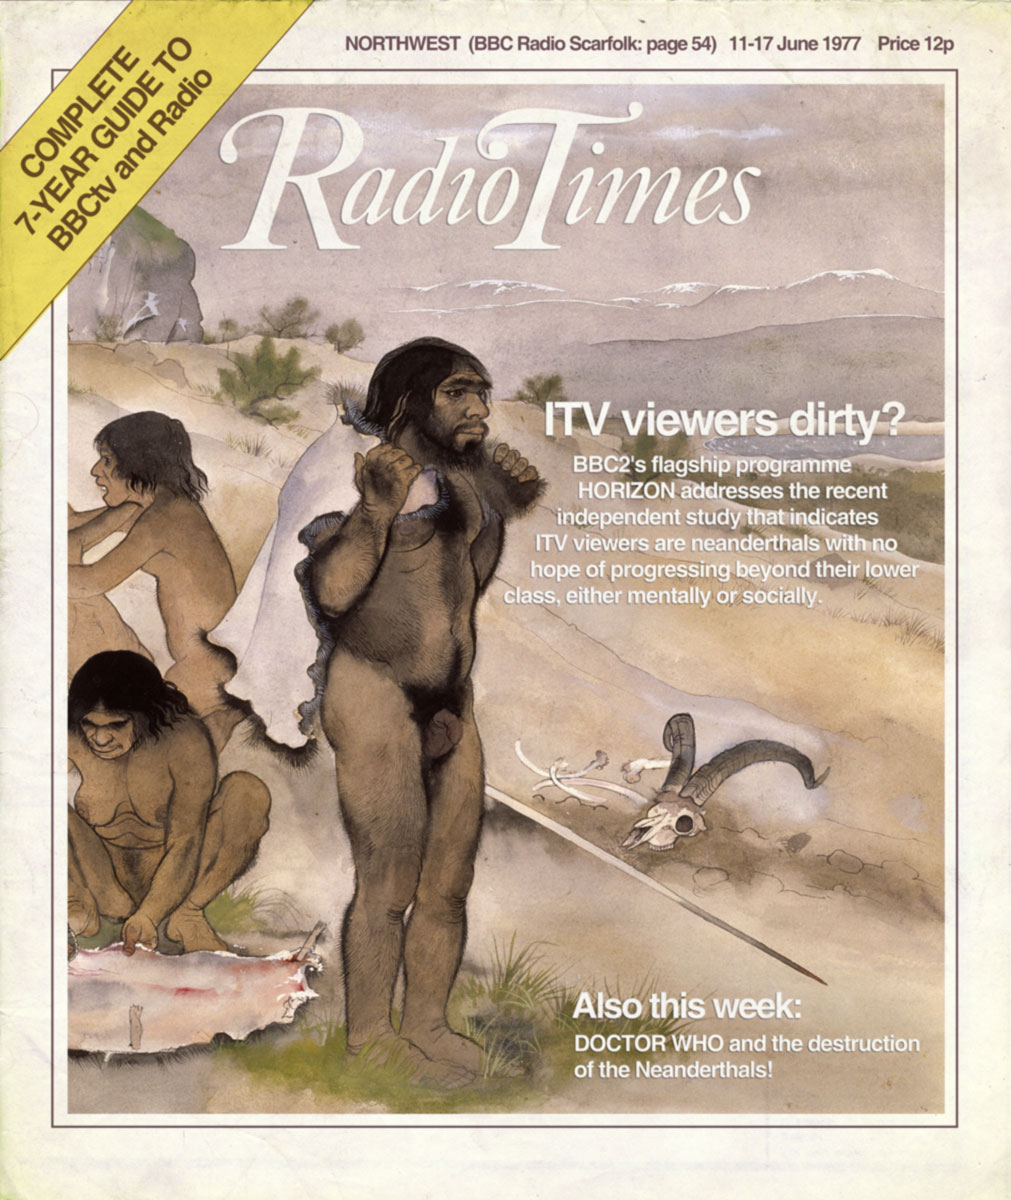 COMPLETE
7-YEAR GUIDE TO
BBCtv and Radio
NORTHWEST (BBC Radio Scarfolk: page 54) 11-17 June 1977 Price 12p
RadioTimes
ITV viewers dirty?
BBC2's flagship programme
HORIZON addresses the recent
independent study that indicates
ITV viewers are neanderthals with no
hope of progressing beyond their lower
class, either mentally or socially.
Also this week:
DOCTOR WHO and the destruction
of the Neanderthals!